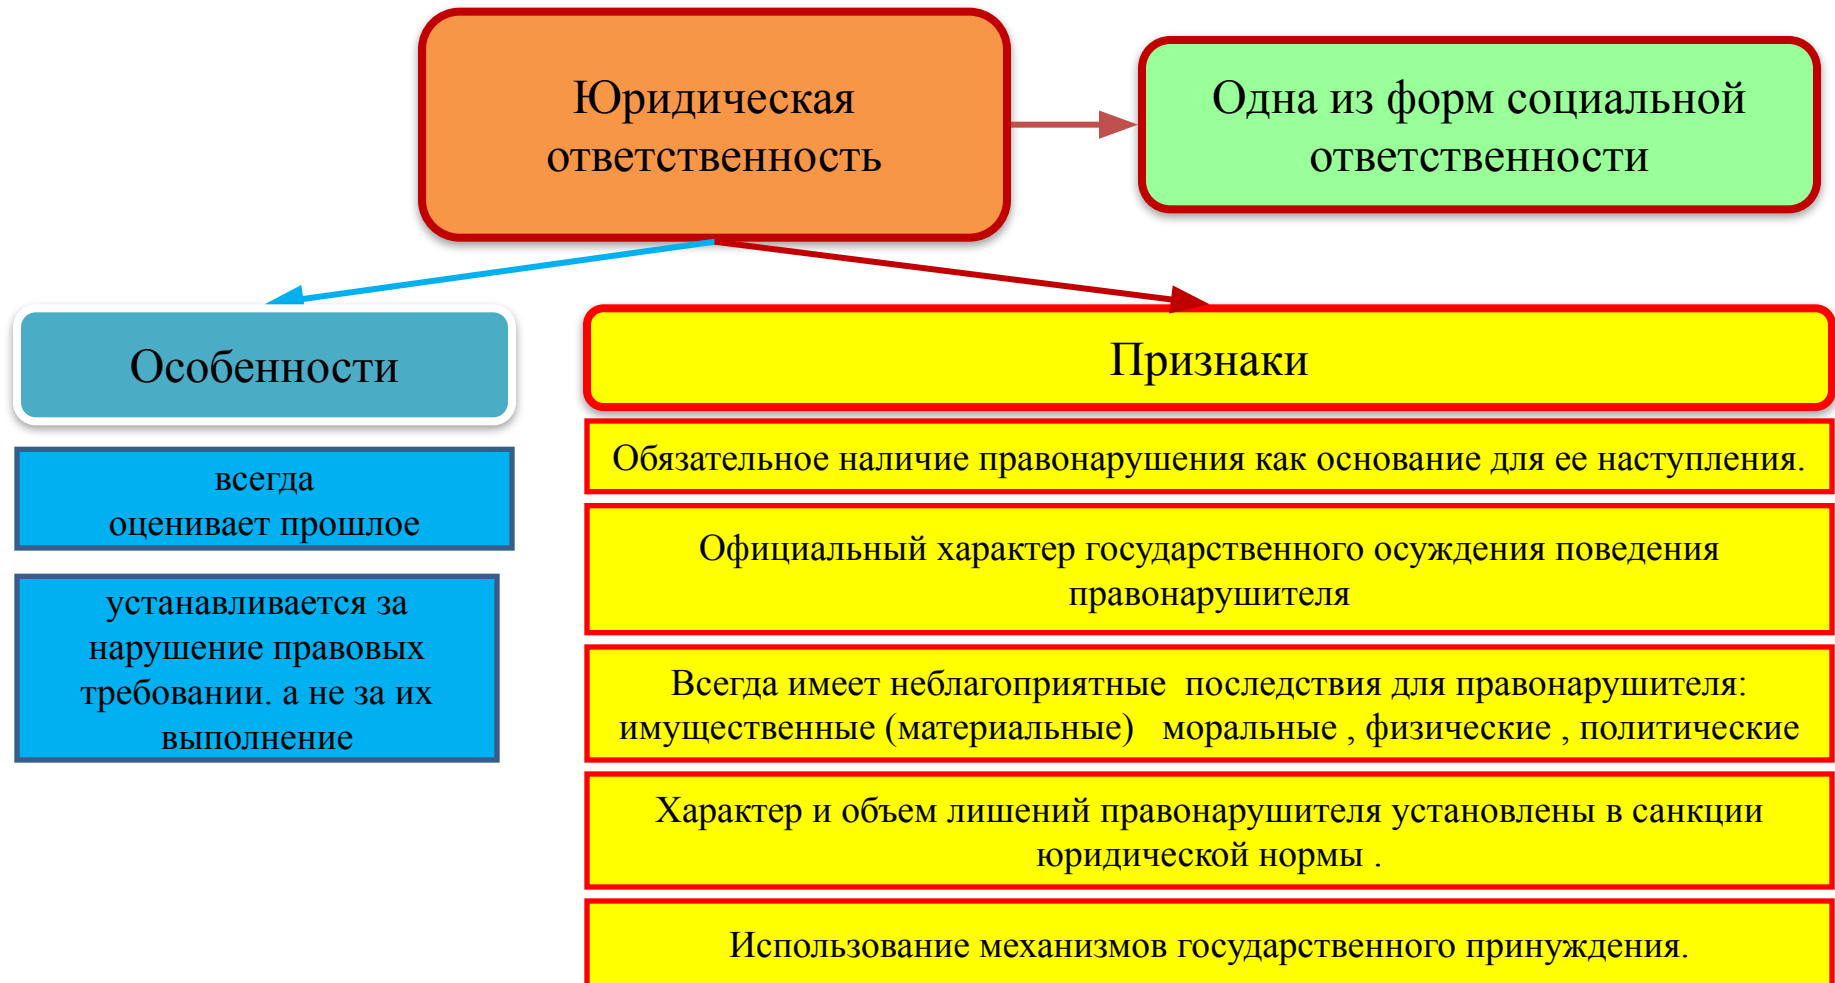 Юридическая
ответственность
Одна из форм социальной
ответственности
Особенности
всегда
оценивает прошлое
устанавливается за
нарушение правовых
требовании. а не за их
выполнение
Признаки
Обязательное наличие правонарушения как основание для ее наступления.
Официальный характер государственного осуждения поведения
правонарушителя
Всегда имеет неблагоприятные  последствия для правонарушителя:
имущественные (материальные)   моральные , физические , политические
Характер и объем лишений правонарушителя установлены в санкции
юридической нормы .
Использование механизмов государственного принуждения.